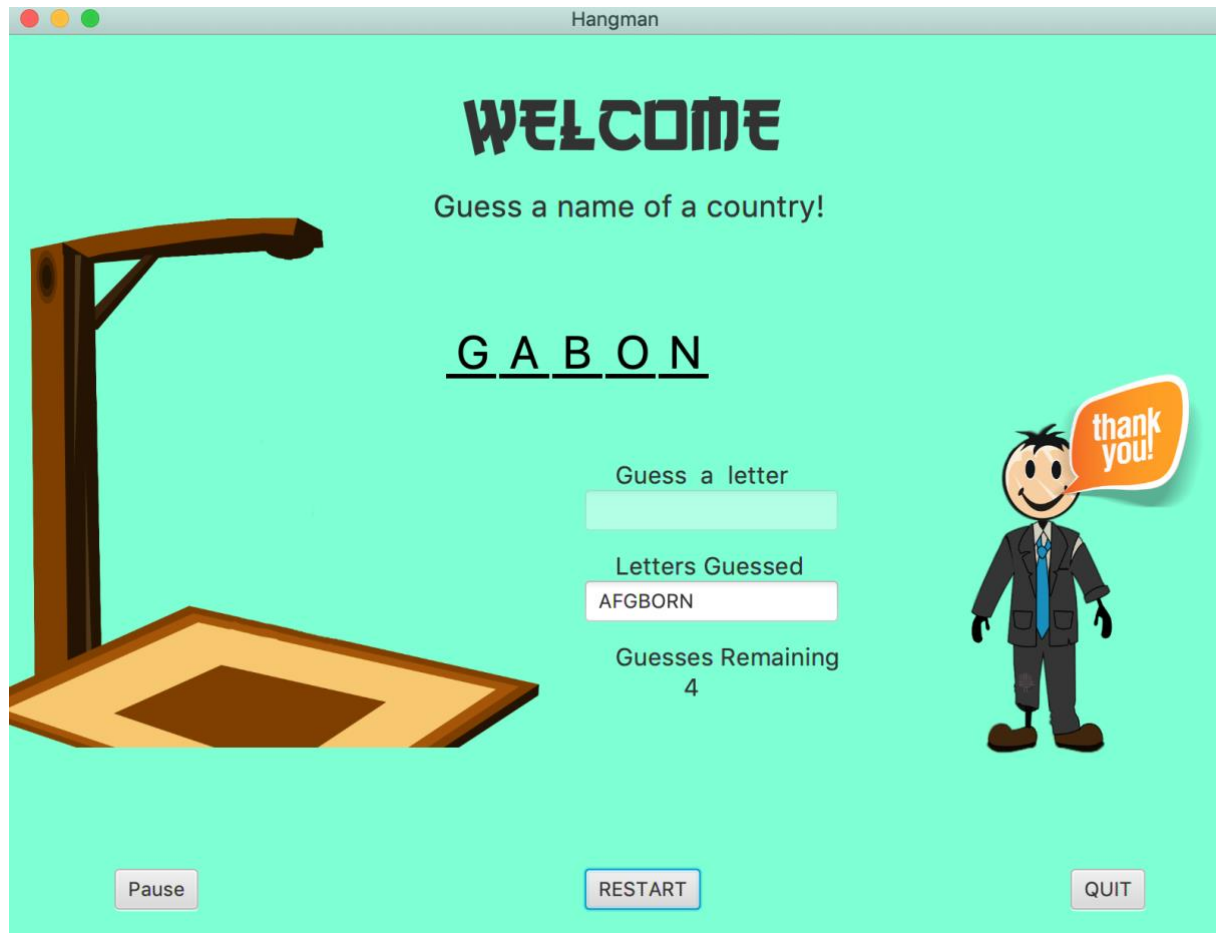 Hangman
WELCOME
Guess a name of a country!
G A B O N
thank
you!
Guess a letter
Letters Guessed
AFGBORN
Guesses Remaining
4
Pause
RESTART
QUIT